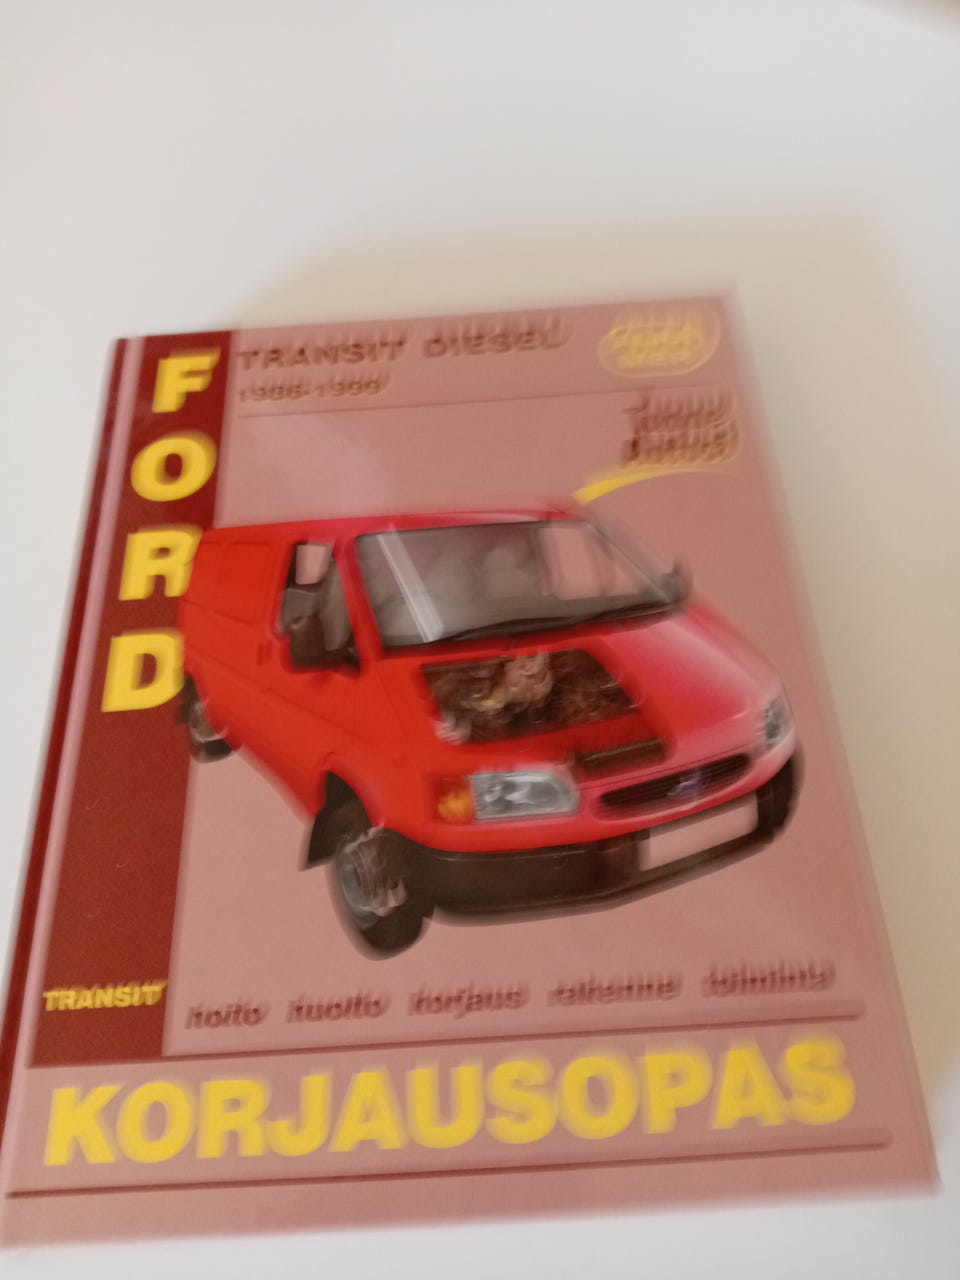 FORD
TRANSIT DIESEL
1986-1999
TRANSIT
hoito huolto korjaus rakenne toiminta
KORJAUSOPAS